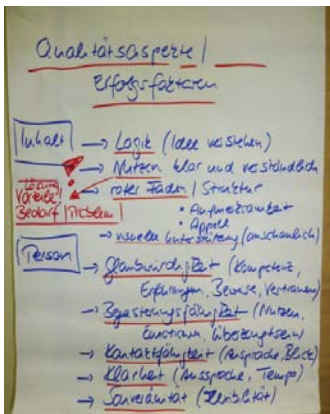 Qualitätsaspekte /
Erfolgsfaktoren
Inhalt → Logik (Idee verstehen)
→ Nutzen klar und verständlich
→ roter Faden / Struktur
Lösung
Vorteile!
Bedarf / Problem
• Aufmerksamkeit
• Appell
→ visuelle Unterstützung (anschaulich)
Person → Glaubwürdigkeit (Kompetenz,
Erfahrungen, Beweise, Vertrauen)
→ Begeisterungsfähigkeit (Nutzen,
Emotionen, Überzeugtsein)
→ Kontaktfähigkeit (Ansprache, Blick)
→ Klarheit (Aussprache, Tempo)
→ Souveränität (Flexibilität)